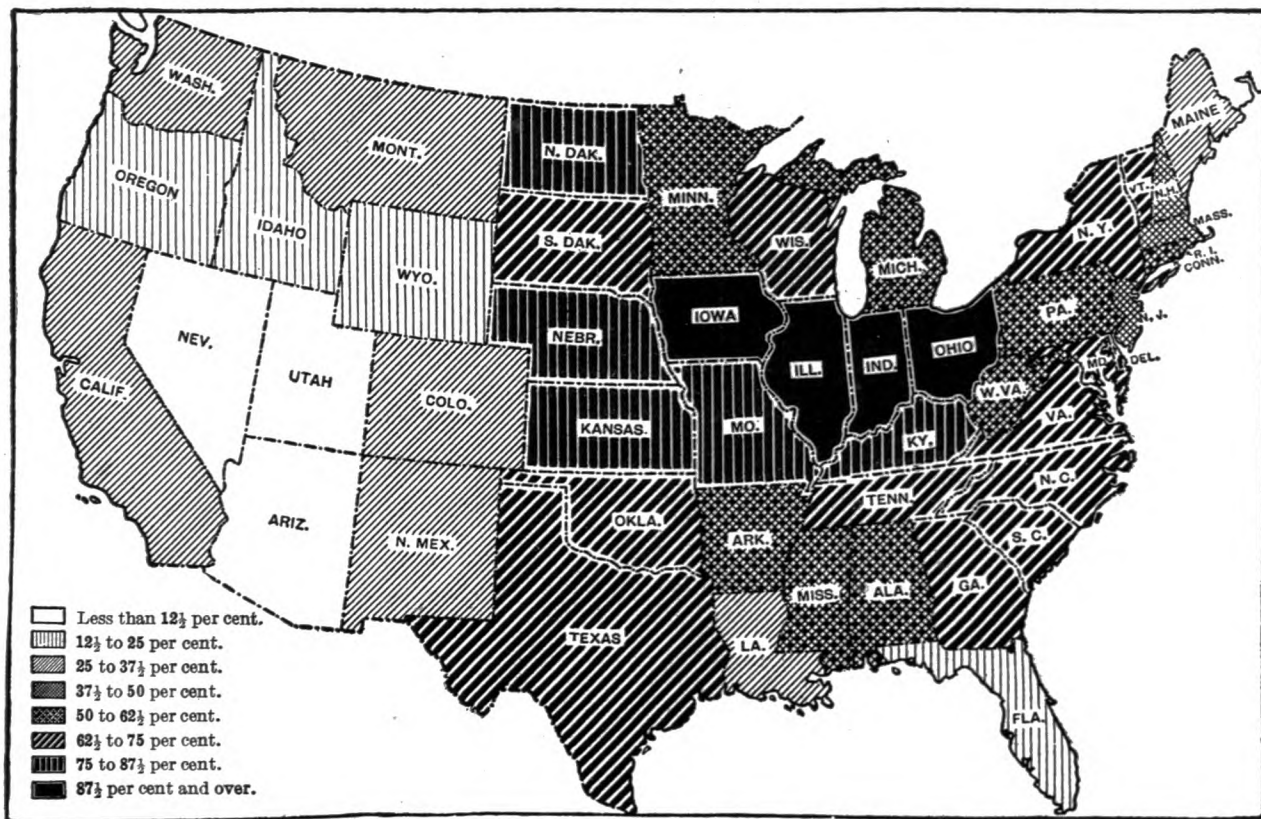 WASH.
MONT.
N. DAK.
MINN.
MAINE
OREGON
IDAHO
S. DAK.
WIS.
MICH.
VT.
N.H.
N. Y.
MASS.
R. I.
CONN.
WYO.
NEV.
UTAH
NEBR.
IOWA
ILL.
IND.
OHIO
PA.
N. J.
CALIF.
COLO.
KANSAS.
MO.
KY.
W.VA.
MD.
DEL.
VA.
ARIZ.
N. MEX.
OKLA.
ARK.
TENN.
N. C.
S. C.
TEXAS
LA.
MISS.
ALA.
GA.
FLA.
Less than 12½ per cent.
12½ to 25 per cent.
25 to 37½ per cent.
37½ to 50 per cent.
50 to 62½ per cent.
62½ to 75 per cent.
75 to 87½ per cent.
87½ per cent and over.